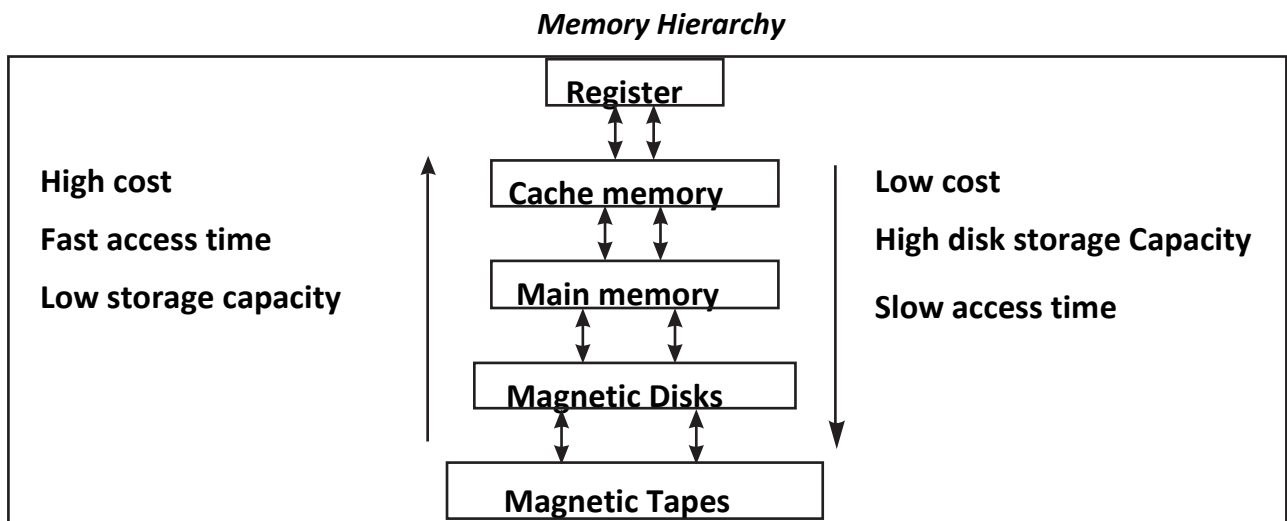 Memory Hierarchy
Register
High cost
Cache memory
Low cost
Fast access time
High disk storage Capacity
Low storage capacity
Main memory
Slow access time
Magnetic Disks
Magnetic Tapes